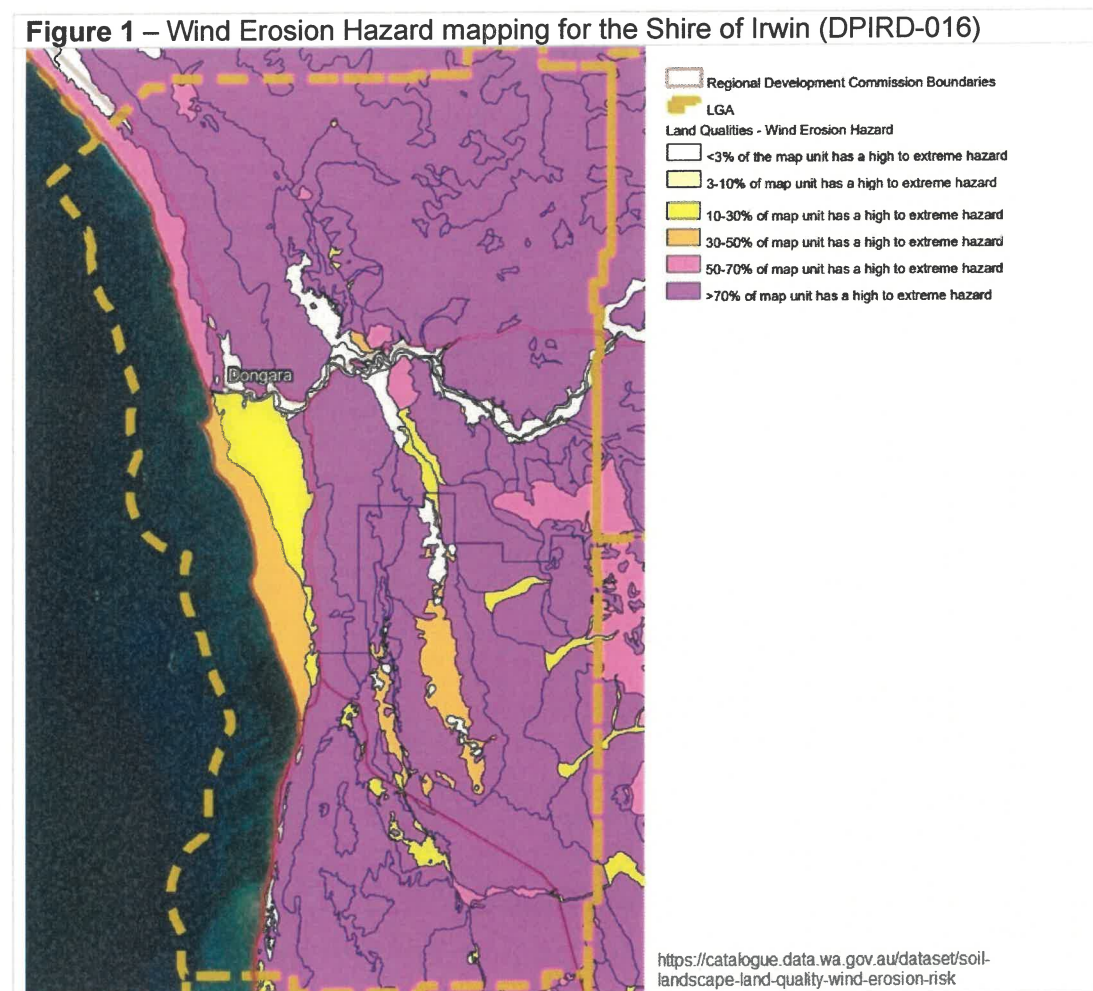 Figure 1 – Wind Erosion Hazard mapping for the Shire of Irwin (DPIRD-016)
Regional Development Commission Boundaries
LGA
Land Qualities - Wind Erosion Hazard
<3% of the map unit has a high to extreme hazard
3-10% of map unit has a high to extreme hazard
10-30% of map unit has a high to extreme hazard
30-50% of map unit has a high to extreme hazard
50-70% of map unit has a high to extreme hazard
>70% of map unit has a high to extreme hazard
Dongara
https://catalogue.data.wa.gov.au/dataset/soil-
landscape-land-quality-wind-erosion-risk